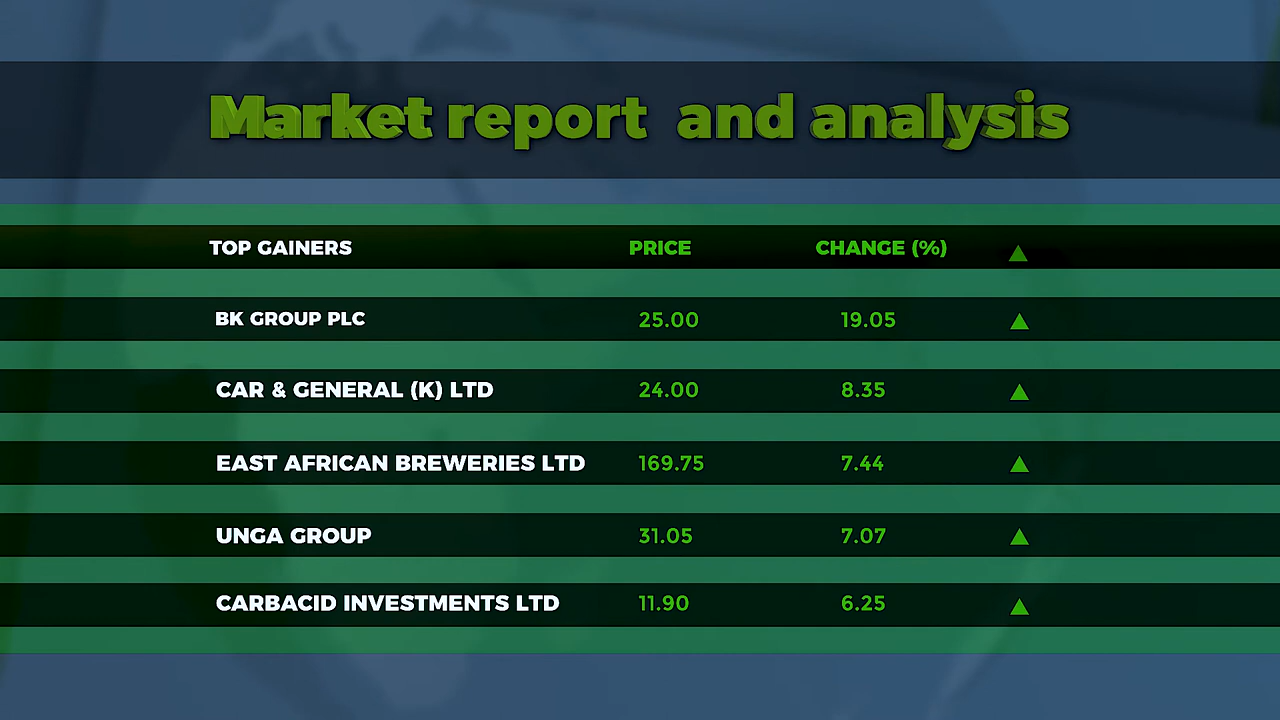 Market report and analysis
TOP GAINERS PRICE CHANGE (%) ▲
BK GROUP PLC 25.00 19.05 ▲
CAR & GENERAL (K) LTD 24.00 8.35 ▲
EAST AFRICAN BREWERIES LTD 169.75 7.44 ▲
UNGA GROUP 31.05 7.07 ▲
CARBACID INVESTMENTS LTD 11.90 6.25 ▲